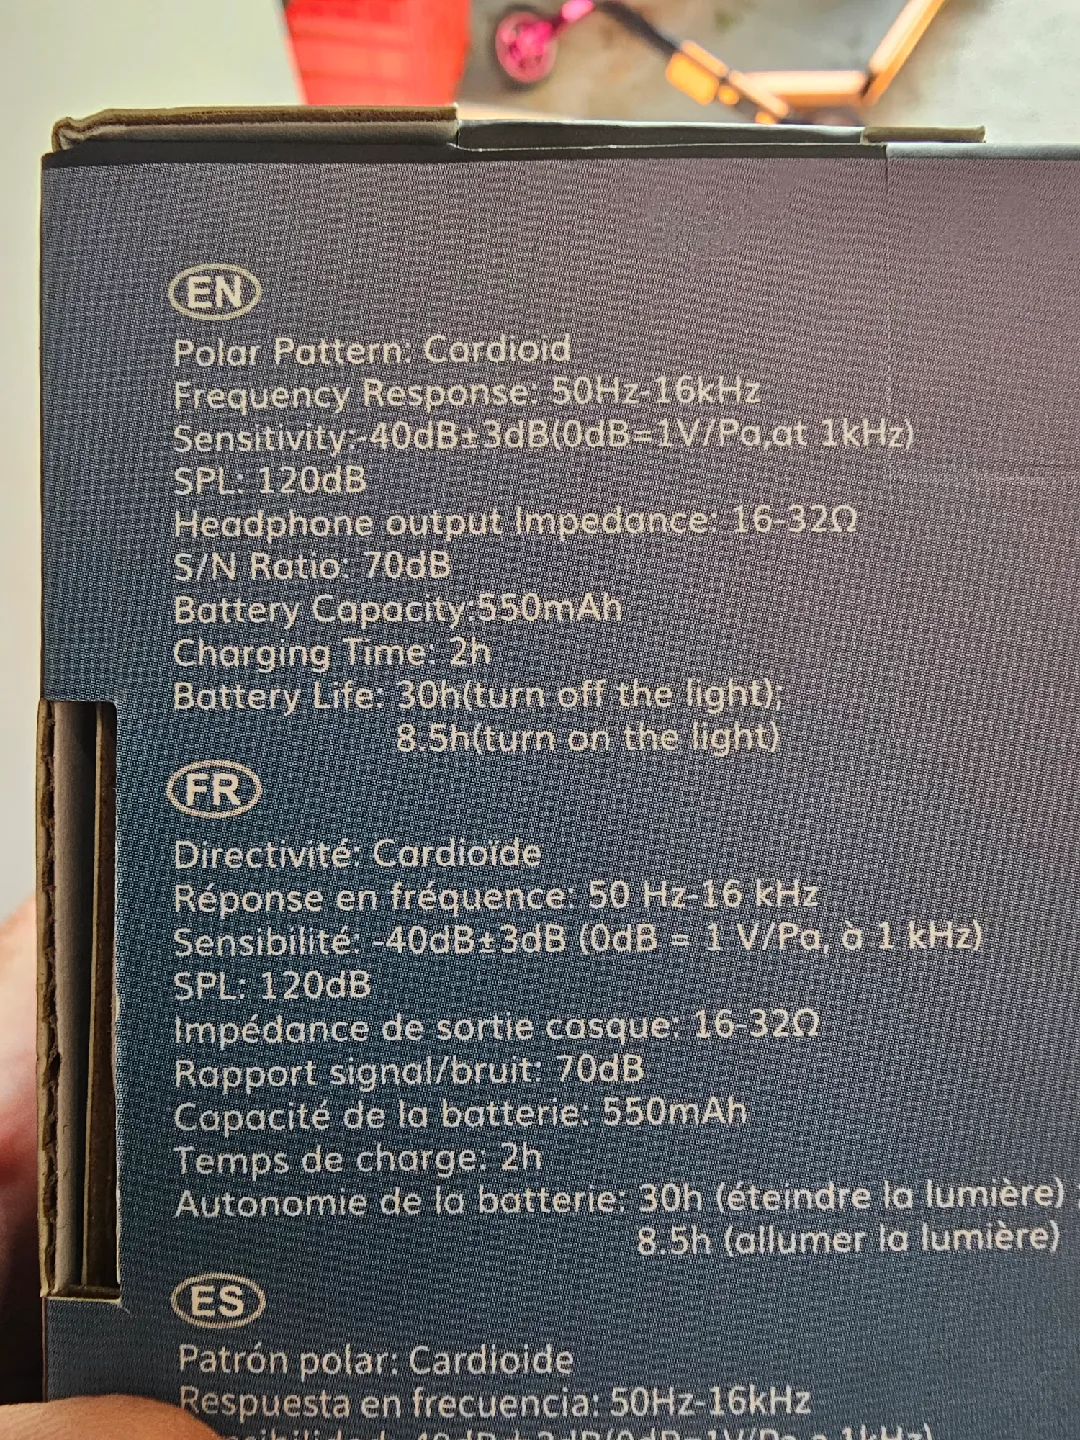 EN
Polar Pattern: Cardioid
Frequency Response: 50Hz-16kHz
Sensitivity:-40dB±3dB(0dB=1V/Pa,at 1kHz)
SPL: 120dB
Headphone output Impedance: 16-32Ω
S/N Ratio: 70dB
Battery Capacity:550mAh
Charging Time: 2h
Battery Life: 30h(turn off the light);
8.5h(turn on the light)
FR
Directivité: Cardioïde
Réponse en fréquence: 50 Hz-16 kHz
Sensibilité: -40dB±3dB (0dB = 1 V/Pa, à 1 kHz)
SPL: 120dB
Impédance de sortie casque: 16-32Ω
Rapport signal/bruit: 70dB
Capacité de la batterie: 550mAh
Temps de charge: 2h
Autonomie de la batterie: 30h (éteindre la lumière)
8.5h (allumer la lumière)
ES
Patrón polar: Cardioide
Respuesta en frecuencia: 50Hz-16kHz